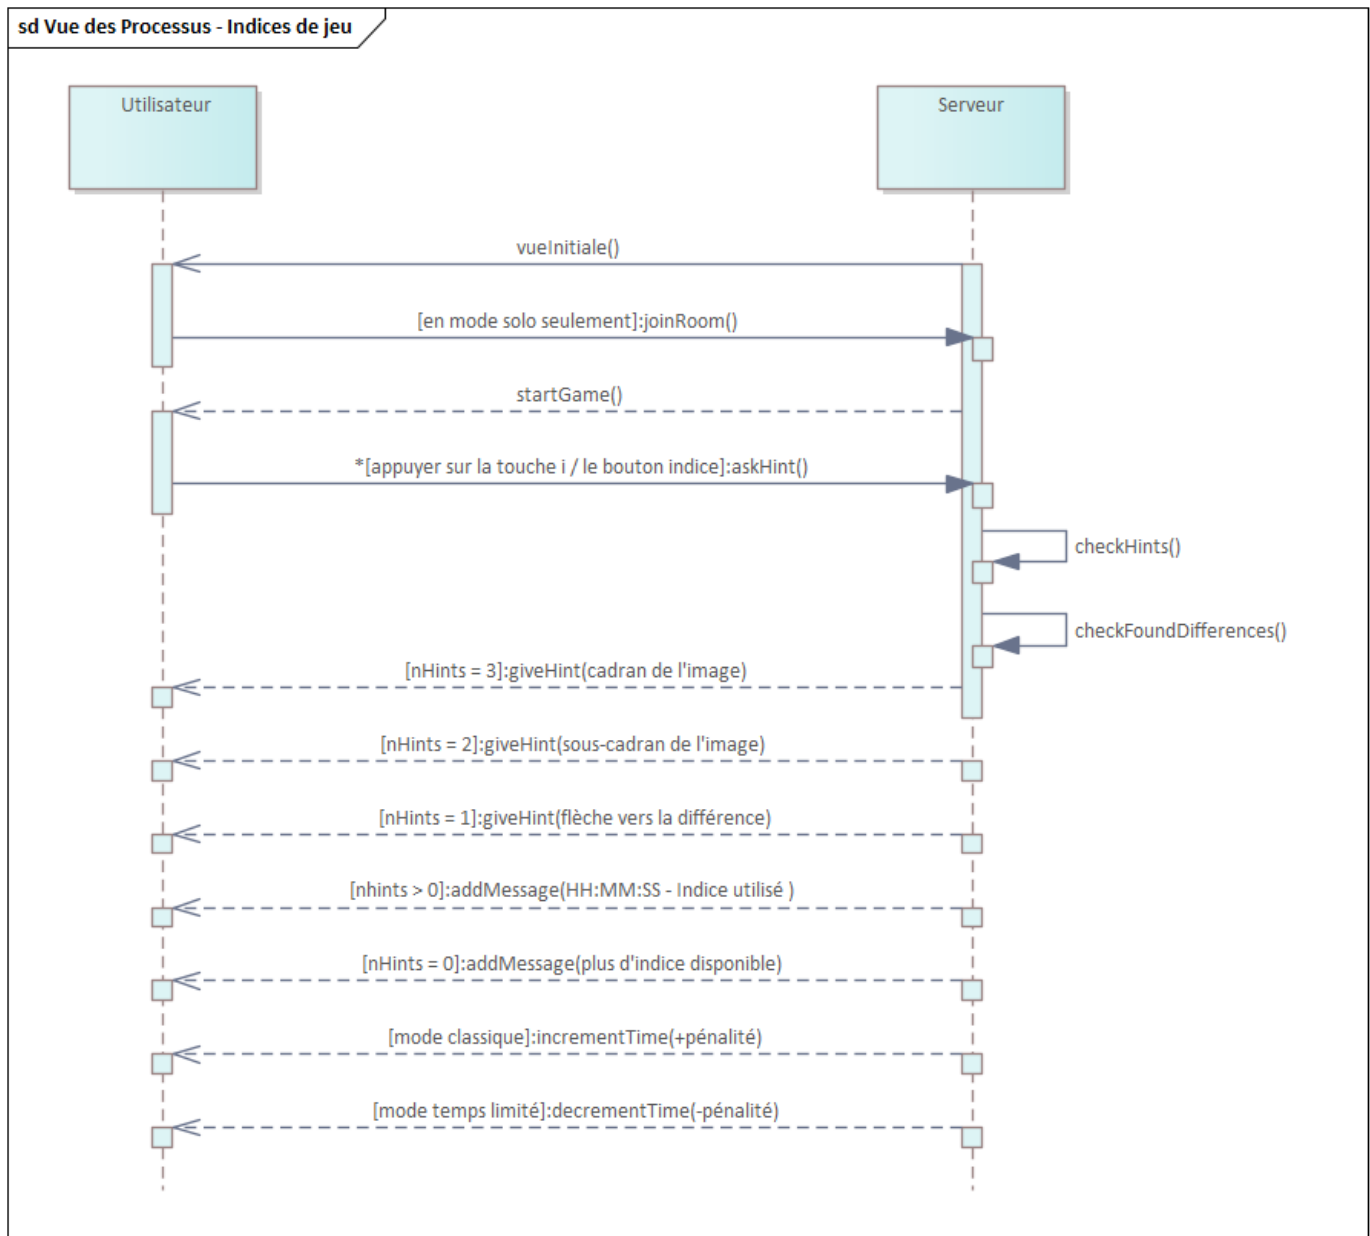 sd Vue des Processus - Indices de jeu
Utilisateur
Serveur
vueInitiale()
[en mode solo seulement]:joinRoom()
startGame()
*[appuyer sur la touche i / le bouton indice]:askHint()
checkHints()
checkFoundDifferences()
[nHints = 3]:giveHint(cadran de l'image)
[nHints = 2]:giveHint(sous-cadran de l'image)
[nHints = 1]:giveHint(flèche vers la différence)
[nhints > 0]:addMessage(HH:MM:SS - Indice utilisé )
[nHints = 0]:addMessage(plus d'indice disponible)
[mode classique]:incrementTime(+pénalité)
[mode temps limité]:decrementTime(-pénalité)